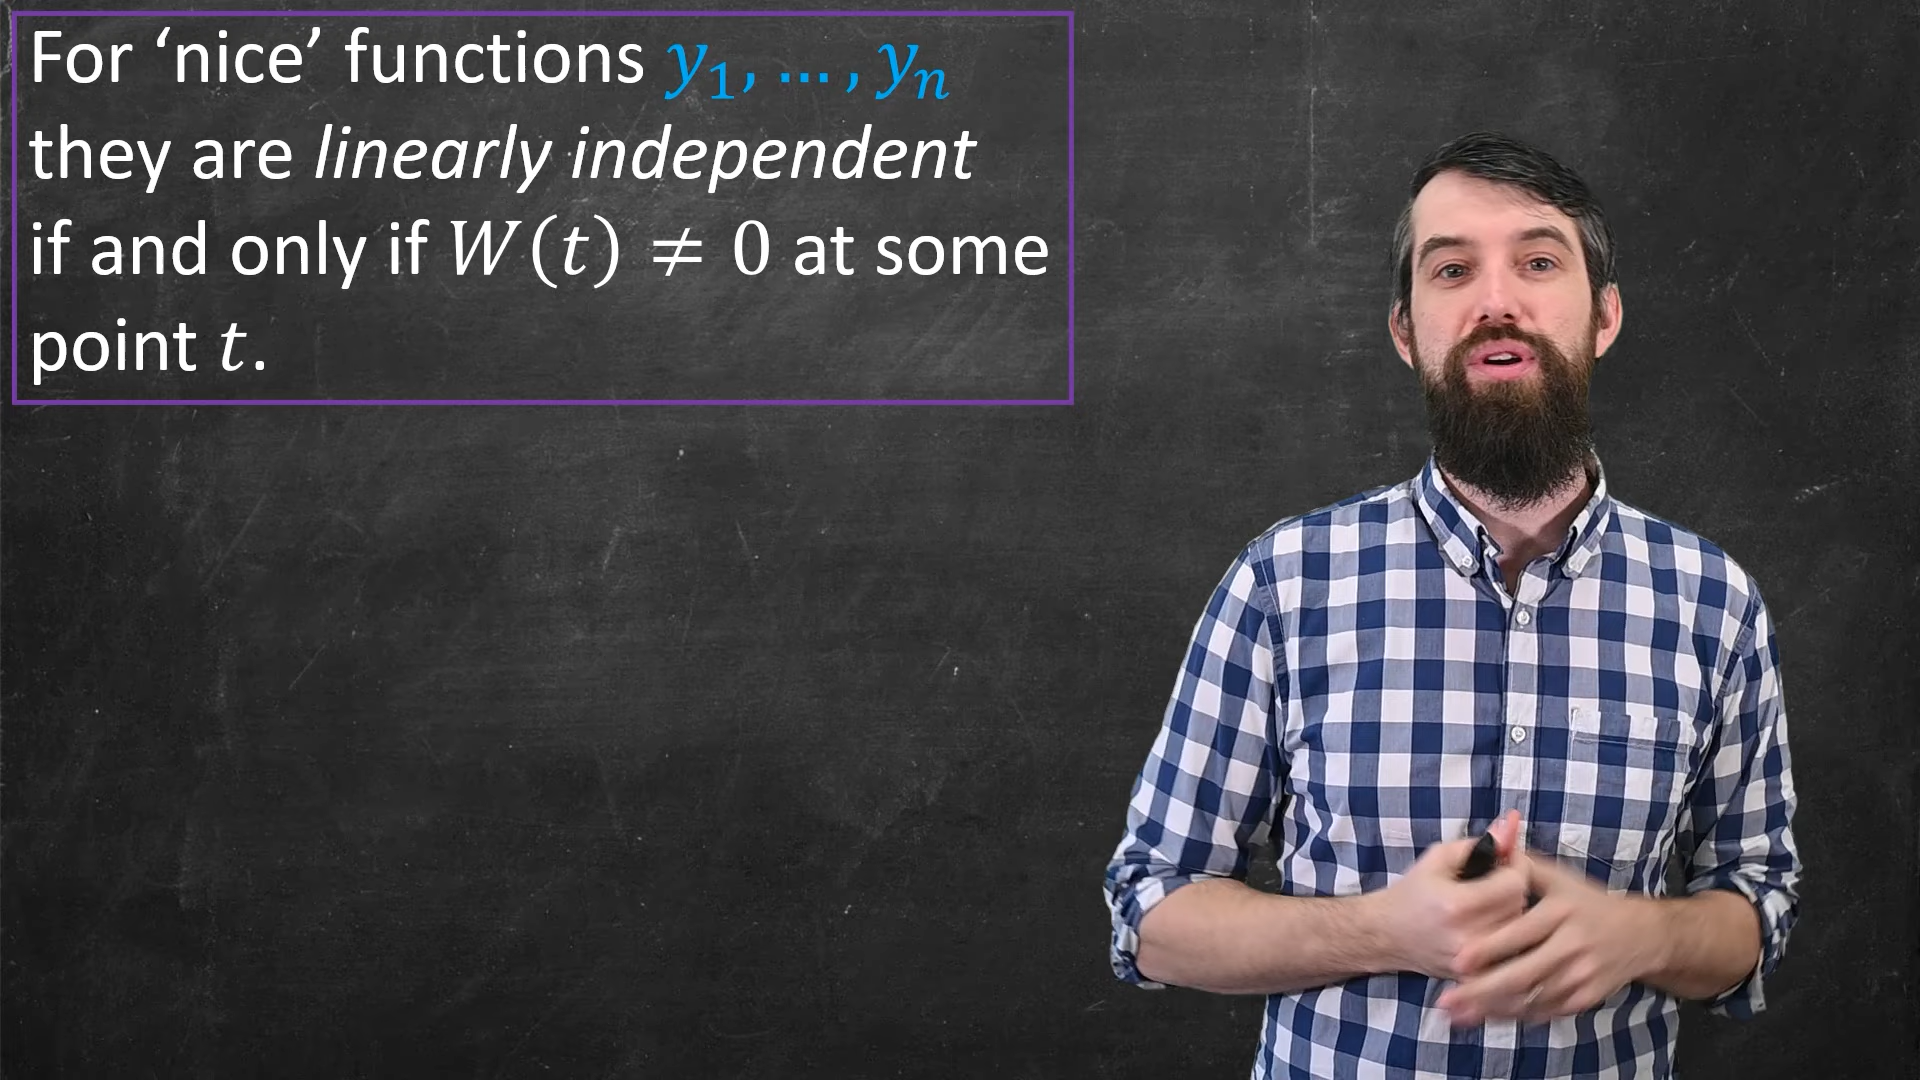 For ‘nice’ functions y₁, … , yₙ
they are linearly independent
if and only if W(t) ≠ 0 at some
point t.